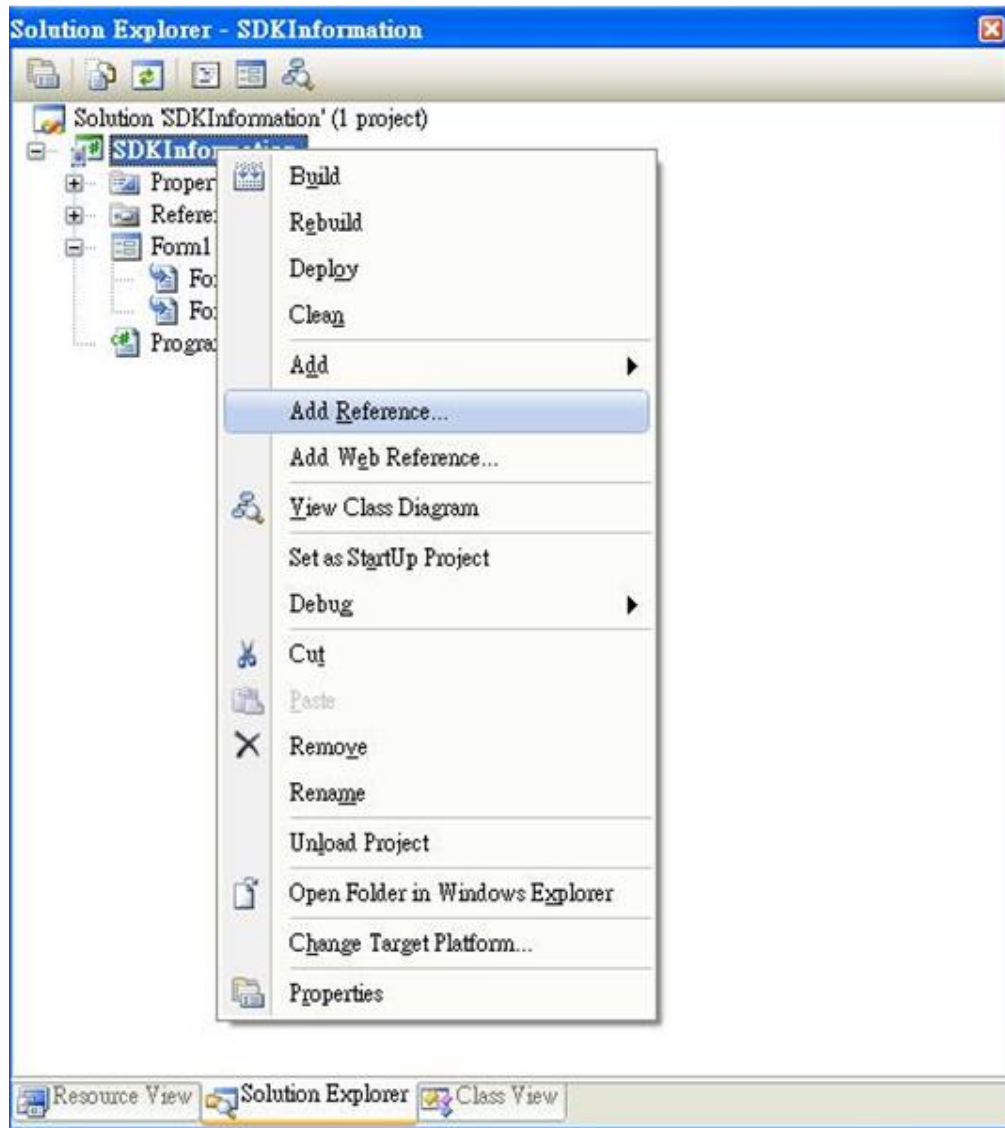 Solution Explorer - SDKInformation
Solution 'SDKInformation' (1 project)
SDKInformation
Proper
Refere
Form1
Fo
Fo
Progra
Build
Rebuild
Deploy
Clean
Add
Add Reference...
Add Web Reference...
View Class Diagram
Set as StartUp Project
Debug
Cut
Paste
Remove
Rename
Unload Project
Open Folder in Windows Explorer
Change Target Platform...
Properties
Resource View Solution Explorer Class View